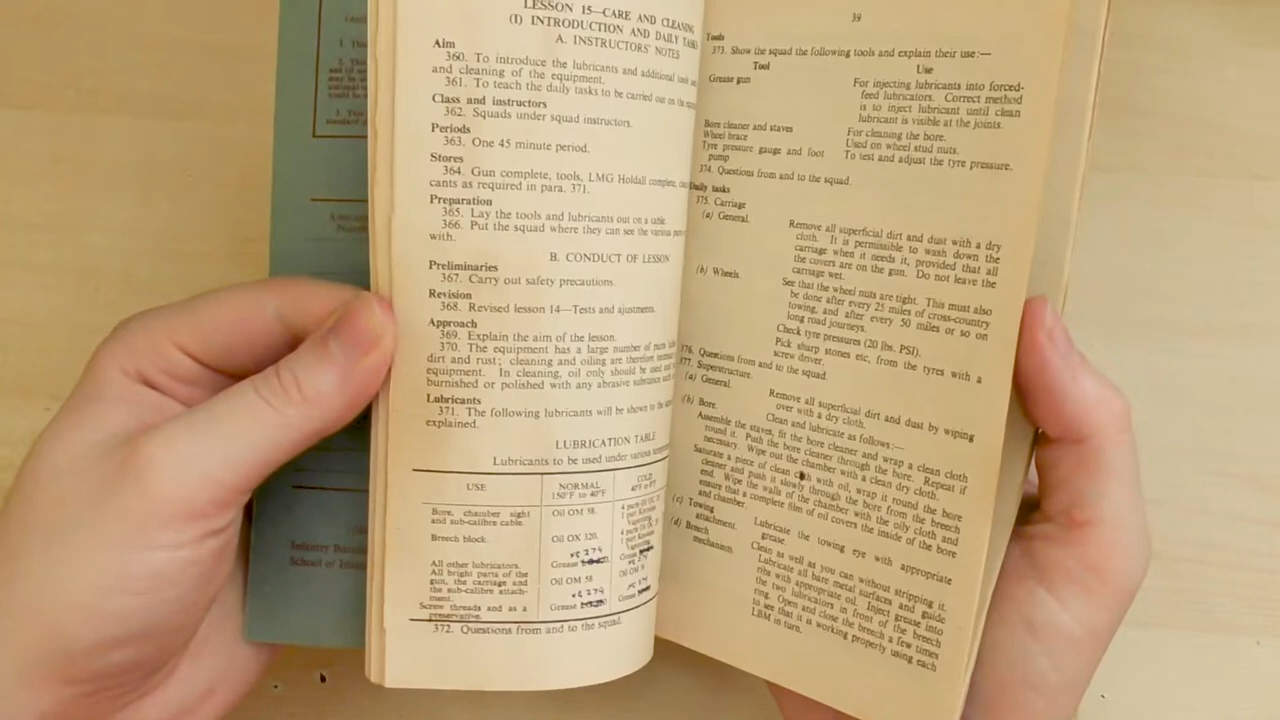 LESSON 15—CARE AND CLEANING
(I) INTRODUCTION AND DAILY TASKS
A. INSTRUCTORS' NOTES
Aim
360. To introduce the lubricants and additional
and cleaning of the equipment.
361. To teach the daily tasks to be carried out on the
Class and instructors
362. Squads under squad instructors.
Periods
363. One 45 minute period.
Stores
364. Gun complete, tools, LMG Holdall complete,
cants as required in para. 371.
Preparation
365. Lay the tools and lubricants out on a table.
366. Put the squad where they can see the various
with.
B. CONDUCT OF LESSON
Preliminaries
367. Carry out safety precautions.
Revision
368. Revised lesson 14—Tests and ajustments.
Approach
369. Explain the aim of the lesson.
370. The equipment has a large number of parts
dirt and rust; cleaning and oiling are therefore
equipment. In cleaning, oil only should be used
burnished or polished with any abrasive substance
Lubricants
371. The following lubricants will be shown to the
explained.
LUBRICATION TABLE
Lubricants to be used under various
USE
NORMAL
150°F to 40°F
COLD
Bore, chamber sight
and sub-calibre cable.
Oil OM 58.
Breech block.
Oil OX 320.
All other lubricators.
XG 279
Grease
All bright parts of the
gun, the carriage and
the sub-calibre attach-
ment.
Oil OM 58
Screw threads and as a
preservative.
XG 279
Grease
372. Questions from and to the squad.
39
Tools
373. Show the squad the following tools and explain their use:—
Tool Use
Grease gun For injecting lubricants into forced-
feed lubricators. Correct method
is to inject lubricant until clean
lubricant is visible at the joints.
Bore cleaner and staves For cleaning the bore.
Wheel brace Used on wheel stud nuts.
Tyre pressure gauge and foot To test and adjust the tyre pressure.
pump
374. Questions from and to the squad.
Daily tasks
375. Carriage
(a) General. Remove all superficial dirt and dust with a dry
cloth. It is permissible to wash down the
carriage when it needs it, provided that all
the covers are on the gun. Do not leave the
carriage wet.
(b) Wheels. See that the wheel nuts are tight. This must also
be done after every 25 miles of cross-country
towing, and after every 50 miles or so on
long road journeys.
Check tyre pressures (20 lbs. PSI).
Pick sharp stones etc, from the tyres with a
screw driver.
376. Questions from and to the squad.
377. Superstructure.
(a) General. Remove all superficial dirt and dust by wiping
over with a dry cloth.
(b) Bore. Clean and lubricate as follows:—
Assemble the staves, fit the bore cleaner and wrap a clean cloth
round it. Push the bore cleaner through the bore. Repeat if
necessary. Wipe out the chamber with a clean dry cloth.
Saturate a piece of clean cloth with oil, wrap it round the bore
cleaner and push it slowly through the bore from the breech
end. Wipe the walls of the chamber with the oily cloth and
ensure that a complete film of oil covers the inside of the bore
and chamber.
(c) Towing attachment. Lubricate the towing eye with appropriate
grease.
(d) Breech mechanism. Clean as well as you can without stripping it.
Lubricate all bare metal surfaces and guide
ribs with appropriate oil. Inject grease into
the two lubricators in front of the breech
ring. Open and close the breech a few times
to see that it is working properly using each
LBM in turn.
Infantry
School of